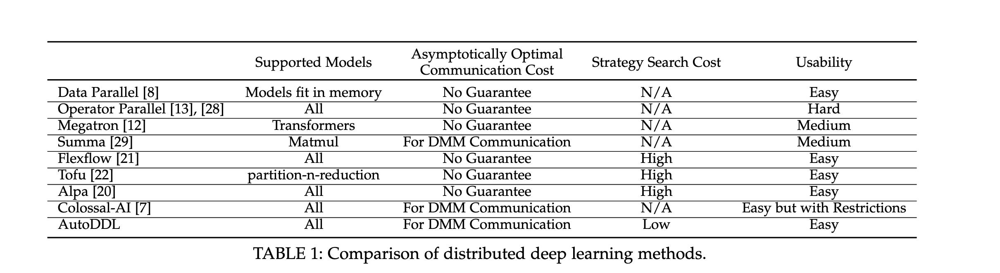 Supported Models Asymptotically Optimal Communication Cost Strategy Search Cost Usability
Data Parallel [8] Models fit in memory No Guarantee N/A Easy
Operator Parallel [13], [28] All No Guarantee N/A Hard
Megatron [12] Transformers No Guarantee N/A Medium
Summa [29] Matmul For DMM Communication N/A Medium
Flexflow [21] All No Guarantee High Easy
Tofu [22] partition-n-reduction No Guarantee High Easy
Alpa [20] All No Guarantee High Easy
Colossal-AI [7] All For DMM Communication N/A Easy but with Restrictions
AutoDDL All For DMM Communication Low Easy
TABLE 1: Comparison of distributed deep learning methods.